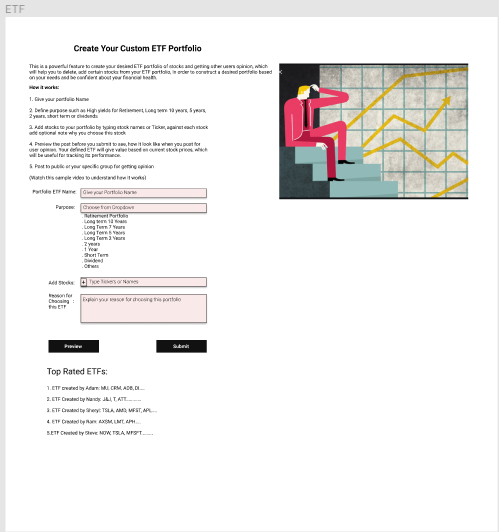 ETF
Create Your Custom ETF Portfolio
This is a powerful feature to create your desired ETF portfolio of stocks and getting other users opinion, which
will help you to delete, add certain stocks from your ETF portfolio, in order to construct a desired portfolio based
on your needs and be confident about your financial health.
How it works:
1. Give your portfolio Name
2. Define purpose such as High yields for Retirement, Long term 10 years, 5 years,
2 years, short term or dividends
3. Add stocks to your portfolio by typing stock names or Ticker, against each stock
add optional note why you choose this stock
4. Preview the post before you submit to see, how it look like when you post for
user opinion. Your defined ETF will give value based on current stock prices, which
will be useful for tracking its performance.
5. Post to public or your specific group for getting opinion
(Watch this sample video to understand how it works)
Portfolio ETF Name:
Give your Portfolio Name
Purpose:
Choose from Dropdown
. Retirement Portfolio
. Long term 10 Years
. Long Term 7 Years
. Long Term 5 Years
. Long Term 3 Years
. 2 years
. 1 Year
. Short Term
. Dividend
. Others
Add Stocks:
+ Type Tickers or Names
Reason for
Choosing :
this ETF
Explain your reason for choosing this portfolio
Preview
Submit
Top Rated ETFs:
1. ETF created by Adam: MU, CRM, ADB, DI....
2. ETF Created by Nandy: J&J, T, ATT...........
3. ETF Created by Sheryl: TSLA, AMD, MFST, APL....
4. ETF Created by Ram: AXSM, LMT, APH....
5.ETF Created by Steve: NOW, TSLA, MFSFT.........